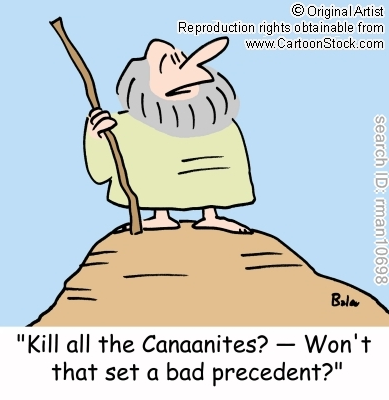 © Original Artist
Reproduction rights obtainable from
www.CartoonStock.com
search ID: rman10698
"Kill all the Canaanites? — Won't
that set a bad precedent?"